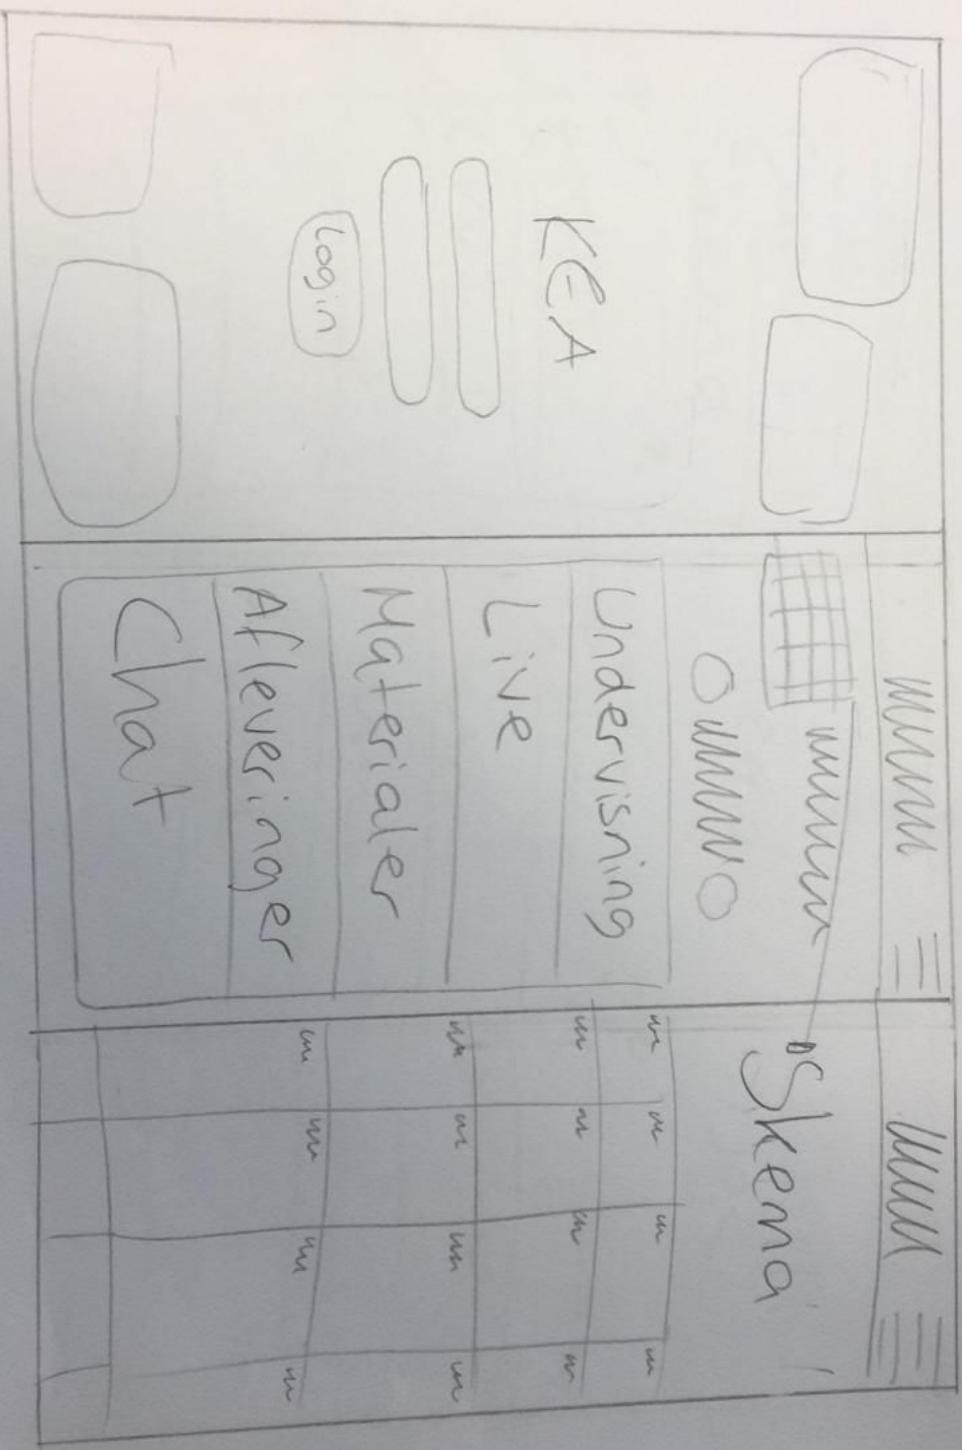 KEA
Login
Undervisning
Live
Materialer
Afleveringer
Chat
Skema